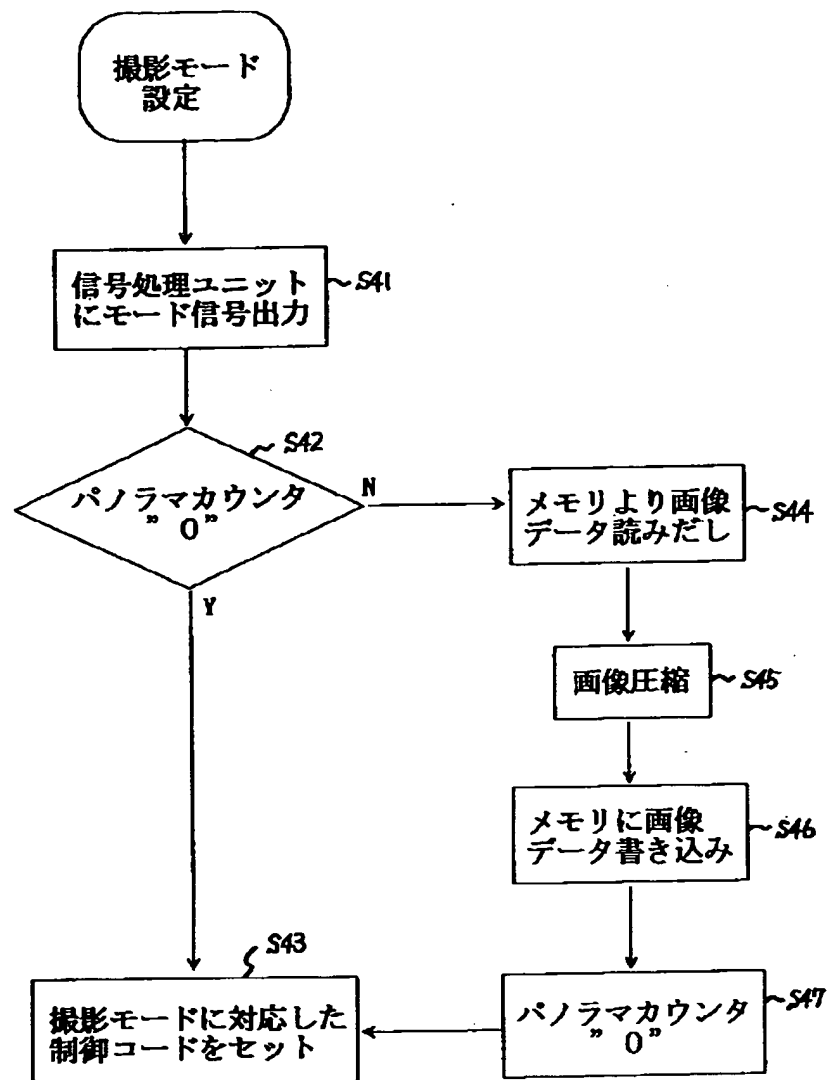 撮影モード
設定
信号処理ユニット
にモード信号出力
S41
S42
パノラマカウンタ
”0”
N
Y
メモリより画像
データ読みだし
S44
画像圧縮
S45
メモリに画像
データ書き込み
S46
S43
撮影モードに対応した
制御コードをセット
パノラマカウンタ
”0”
S47